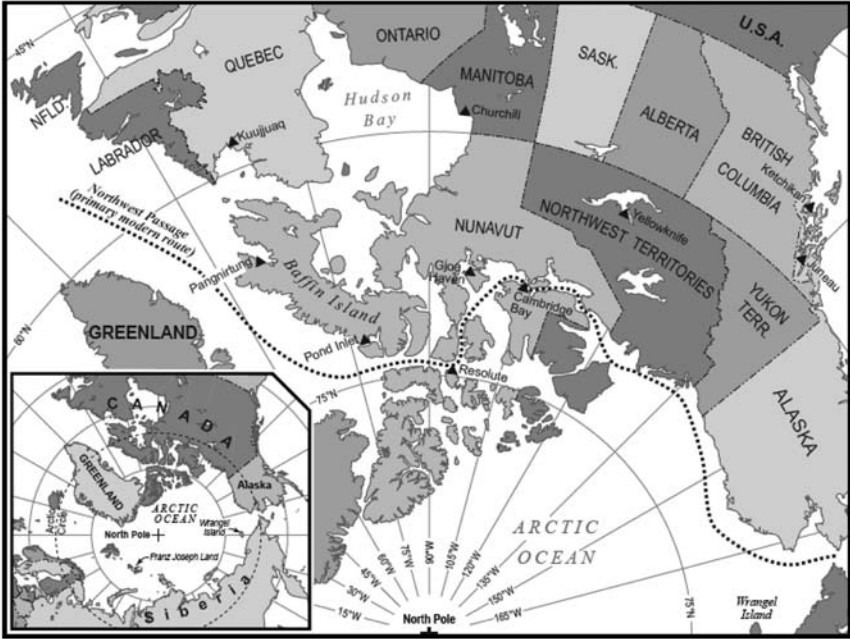 U.S.A.
45°N
ONTARIO
QUEBEC
SASK.
MANITOBA
NFLD.
Hudson
Bay
Churchill
ALBERTA
BRITISH
COLUMBIA
LABRADOR
Kuujjuaq
Ketchikan
Northwest Passage
(primary modern route)
NUNAVUT
NORTHWEST TERRITORIES
Yellowknife
Juneau
Pangnirtung
Baffin Island
Gjoa
Haven
Cambridge
Bay
YUKON
TERR.
60°N
GREENLAND
Pond Inlet
Resolute
75°N
ALASKA
CANADA
GREENLAND
Alaska
ARCTIC
OCEAN
Arctic
Circle
North Pole
Wrangel
Island
Franz Joseph Land
Siberia
ARCTIC
OCEAN
15°W
30°W
45°W
60°W
75°W
90°W
105°W
120°W
135°W
150°W
165°W
75°N
North Pole
Wrangel
Island